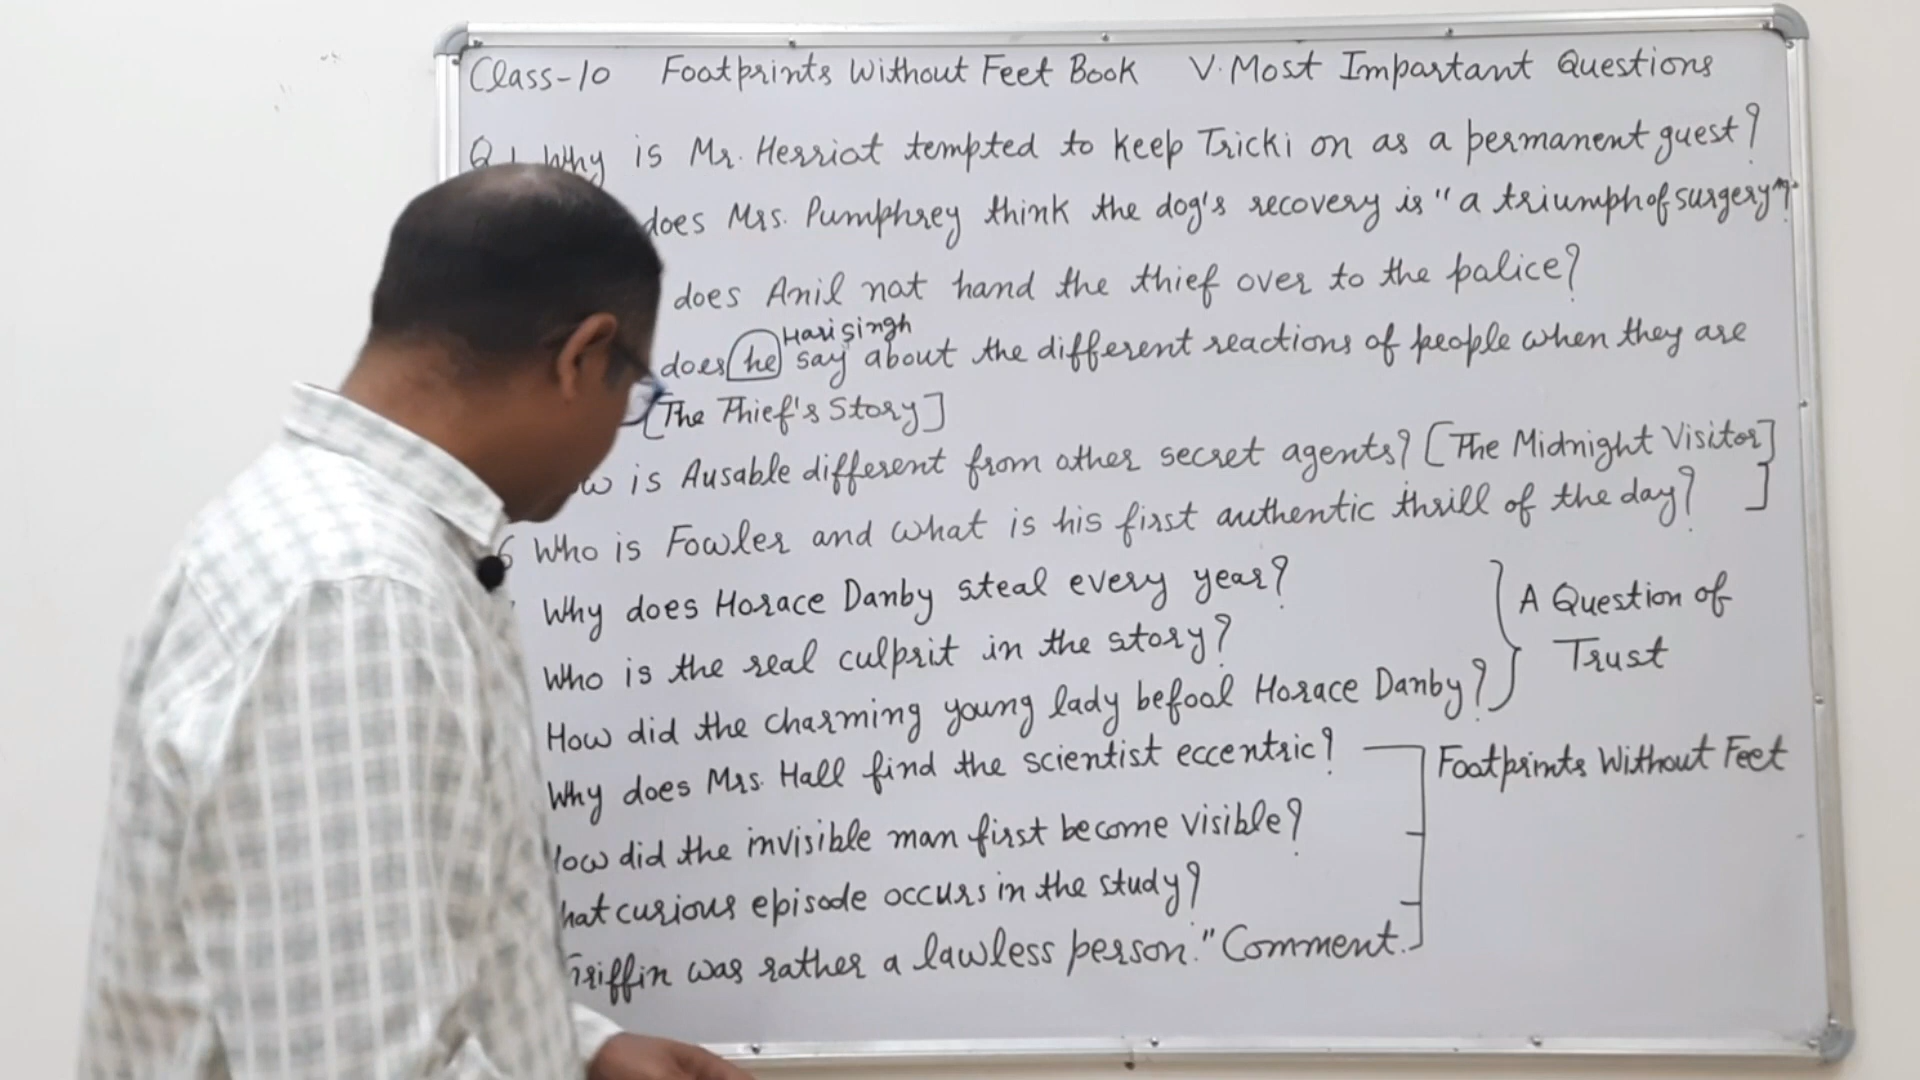 Class-10 Footprints Without Feet Book V. Most Important Questions
Q 1 Why is Mr. Herriot tempted to keep Tricki on as a permanent guest?
does Mrs. Pumphrey think the dog's recovery is "a triumph of surgery"?
does Anil not hand the thief over to the police?
Hari singh
does he say about the different reactions of people when they are
[The Thief's Story]
is Ausable different from other secret agents? [The Midnight Visitor]
6 Who is Fowler and what is his first authentic thrill of the day? ]
Why does Horace Danby steal every year?
Who is the real culprit in the story?
How did the charming young lady befool Horace Danby?
A Question of
Trust
Why does Mrs. Hall find the scientist eccentric? Footprints Without Feet
How did the invisible man first become visible?
hat curious episode occurs in the study?
Griffin was rather a lawless person." Comment.